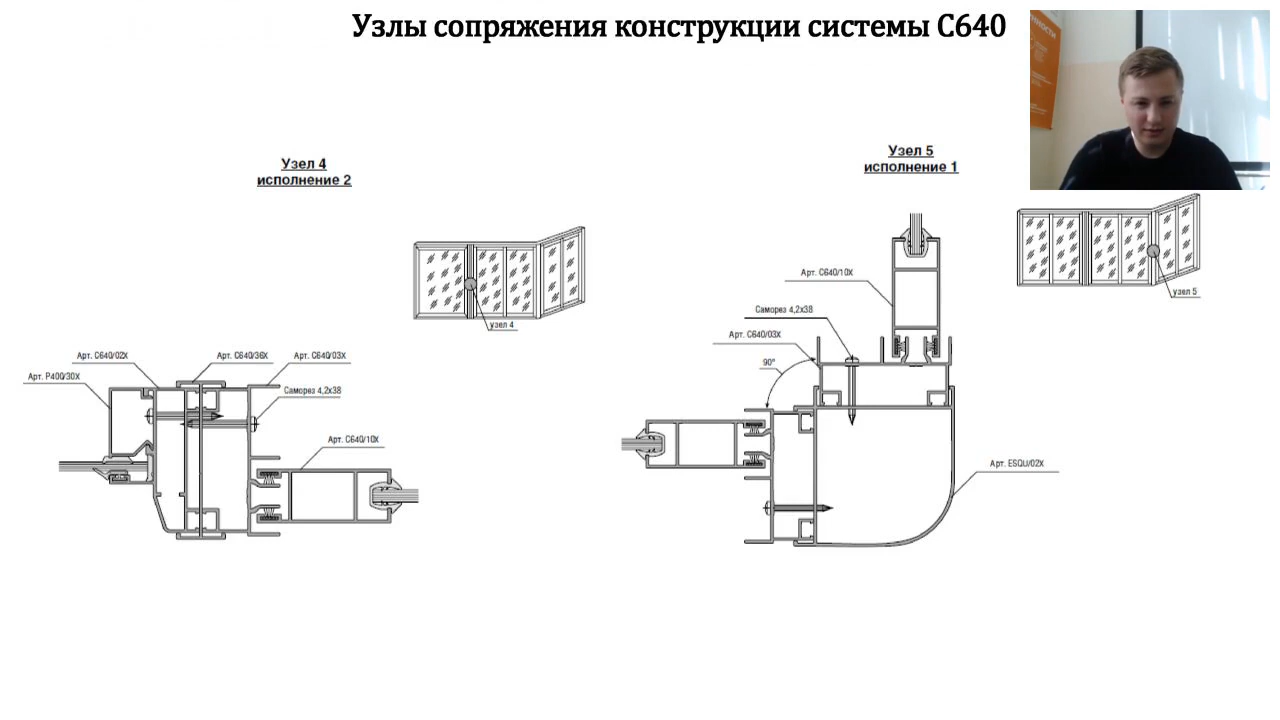 Узлы сопряжения конструкции системы С640
Узел 4
исполнение 2
узел 4
Арт. С640/02Х
Арт. С640/36Х
Арт. С640/03Х
Арт. Р400/30Х
Саморез 4,2х38
Арт. С640/10Х
Узел 5
исполнение 1
узел 5
Арт. С640/10Х
Саморез 4,2х38
Арт. С640/03Х
90°
Арт. ESQU/02X